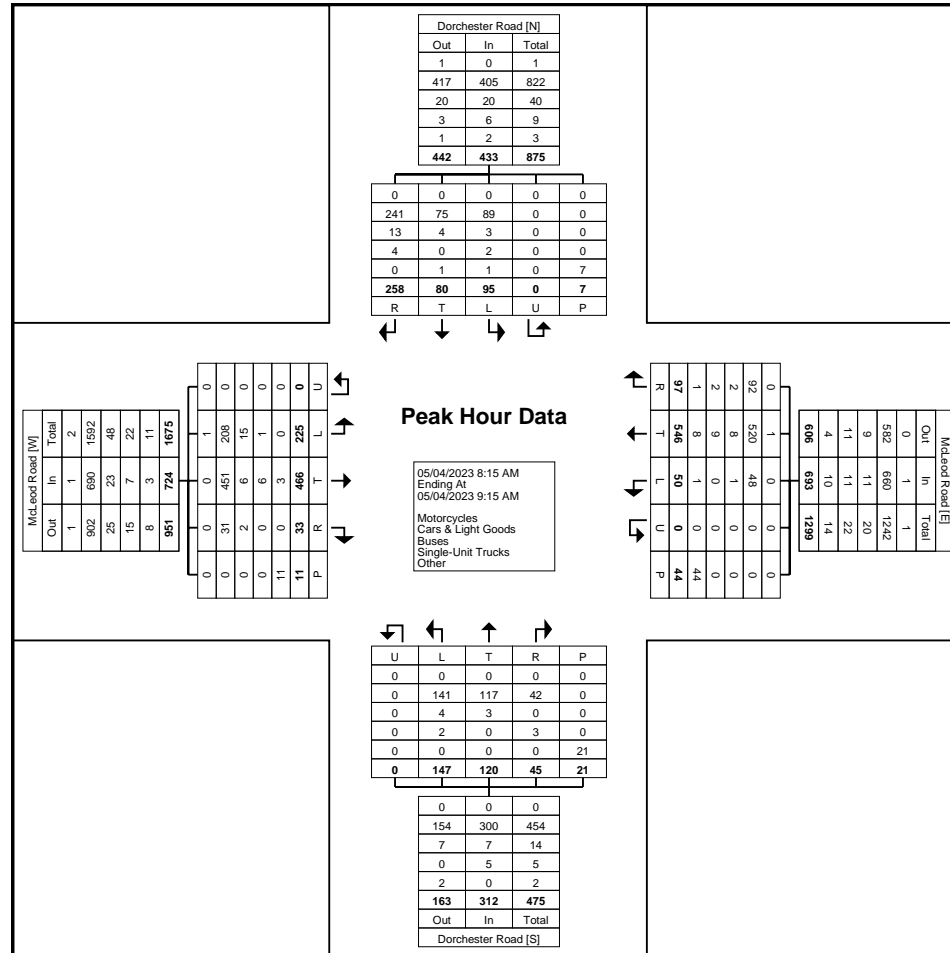 Dorchester Road [N]
Out In Total
1 0 1
417 405 822
20 20 40
3 6 9
1 2 3
442 433 875
0 0 0 0 0
241 75 89 0 0
13 4 3 0 0
4 0 2 0 0
0 1 1 0 7
258 80 95 0 7
R T L U P
McLeod Road [W]
Out In Total
1 1 2
902 690 1592
25 23 48
15 7 22
8 3 11
951 724 1675
0 0 0 1 0
0 31 451 208 0
0 2 6 15 0
0 0 6 1 0
11 0 3 0 0
11 33 466 225 0
P R T L U
Peak Hour Data
05/04/2023 8:15 AM
Ending At
05/04/2023 9:15 AM
Motorcycles
Cars & Light Goods
Buses
Single-Unit Trucks
Other
McLeod Road [E]
Out In Total
0 1 1
582 660 1242
9 11 20
11 11 22
4 10 14
606 693 1299
0 1 0 0 0
92 520 48 0 0
2 8 1 0 0
2 9 0 0 0
1 8 1 0 44
97 546 50 0 44
R T L U P
U L T R P
0 0 0 0 0
0 141 117 42 0
0 4 3 0 0
0 2 0 3 0
0 0 0 0 21
0 147 120 45 21
0 0 0
154 300 454
7 7 14
0 5 5
2 0 2
163 312 475
Out In Total
Dorchester Road [S]